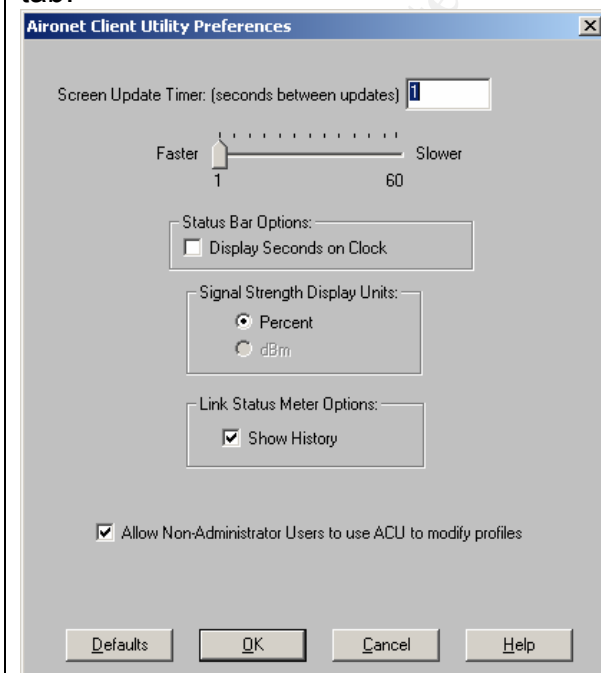 tab.
Aironet Client Utility Preferences
Screen Update Timer: (seconds between updates) 1
Faster Slower
1 60
Status Bar Options:
Display Seconds on Clock
Signal Strength Display Units:
Percent
dBm
Link Status Meter Options:
Show History
Allow Non-Administrator Users to use ACU to modify profiles
Defaults OK Cancel Help